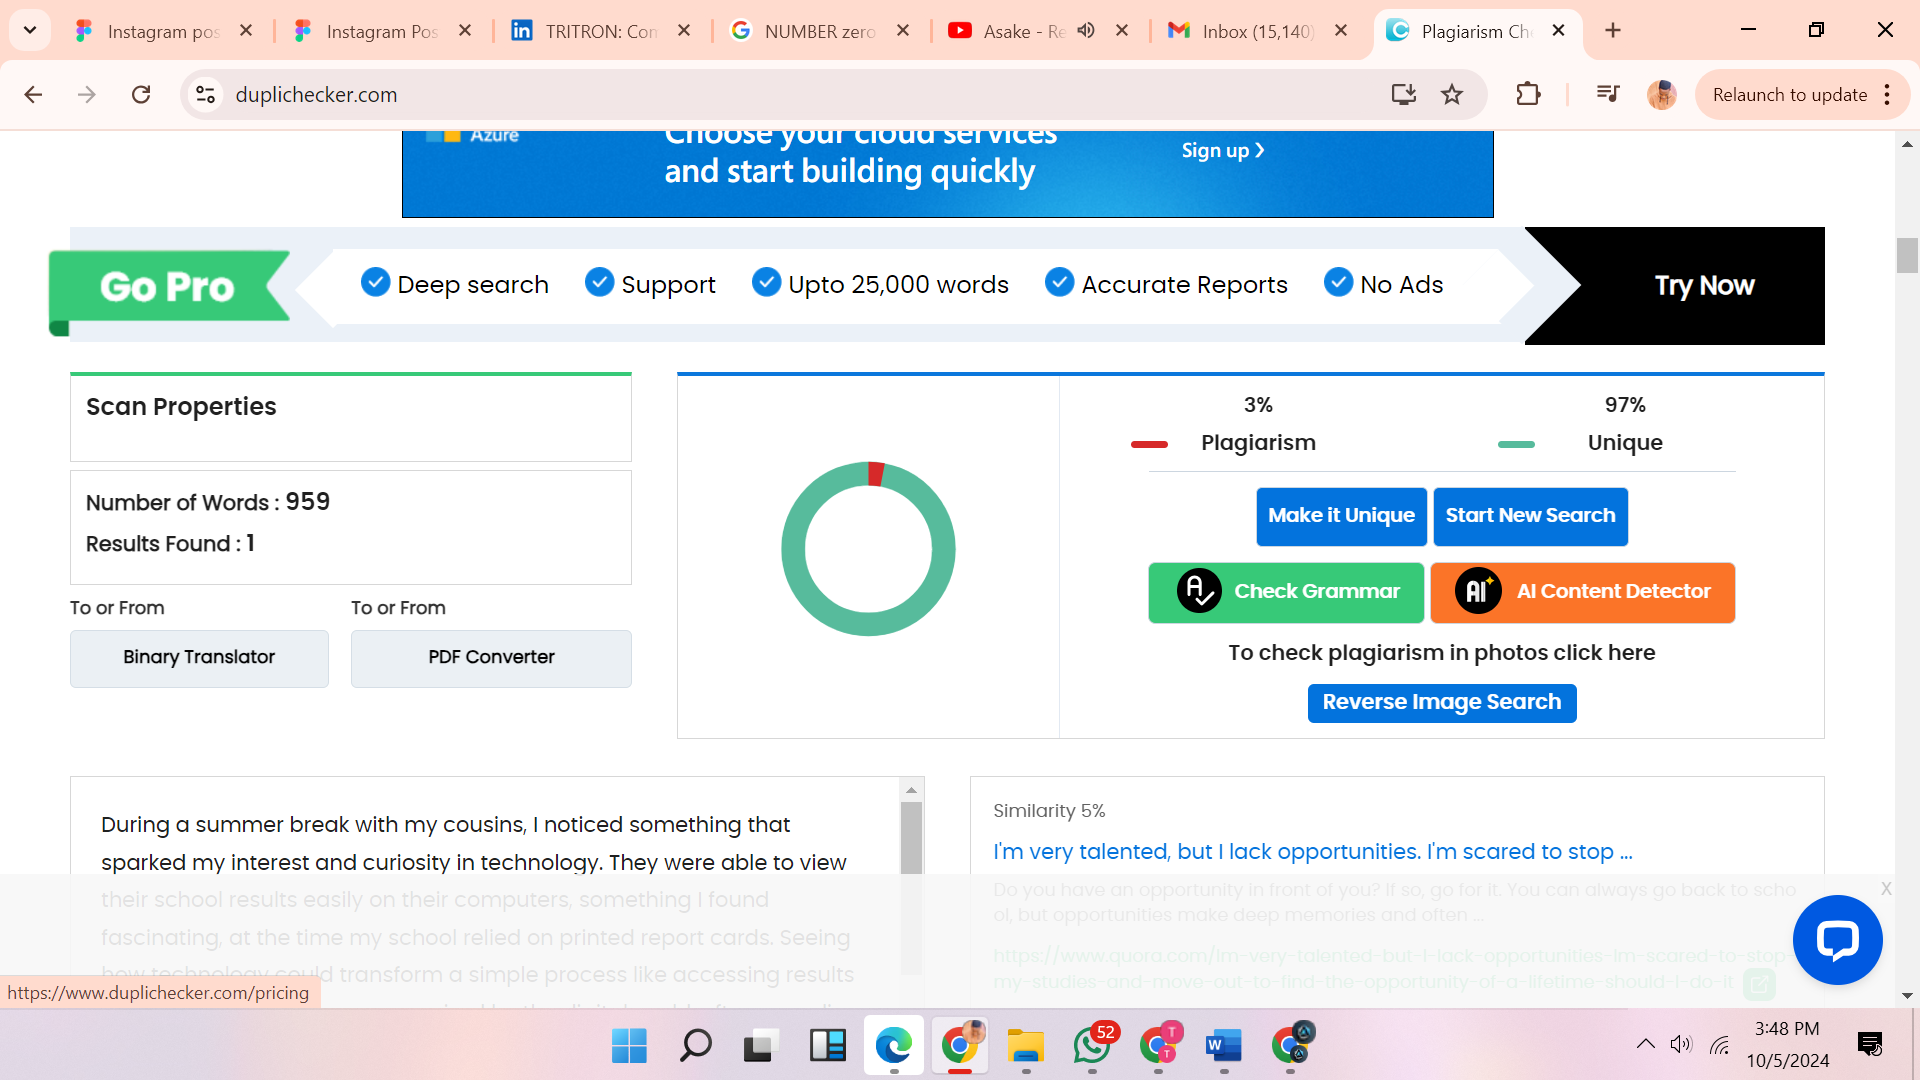 Instagram pos
Instagram Pos
TRITRON: Con
NUMBER zero
Asake - Re
Inbox (15,140)
Plagiarism Ch
duplichecker.com
Relaunch to update
Azure
Choose your cloud services
and start building quickly
Sign up
Go Pro
Deep search
Support
Upto 25,000 words
Accurate Reports
No Ads
Try Now
Scan Properties
Number of Words : 959
Results Found : 1
To or From
To or From
Binary Translator
PDF Converter
3%
97%
Plagiarism
Unique
Make it Unique
Start New Search
Check Grammar
AI Content Detector
To check plagiarism in photos click here
Reverse Image Search
During a summer break with my cousins, I noticed something that
sparked my interest and curiosity in technology. They were able to view
their school results easily on their computers, something I found
fascinating, at the time my school relied on printed report cards. Seeing
how technology could transform a simple process like accessing results
Similarity 5%
I'm very talented, but I lack opportunities. I'm scared to stop ...
Do you have an opportunity in front of you? If so, go for it. You can always go back to scho
ol, but opportunities make deep memories and often ...
https://www.quora.com/Im-very-talented-but-I-lack-opportunities-Im-scared-to-stop-
my-studies-and-move-out-to-find-the-opportunity-of-a-lifetime-should-I-do-it
X
https://www.duplichecker.com/pricing
52
3:48 PM
10/5/2024